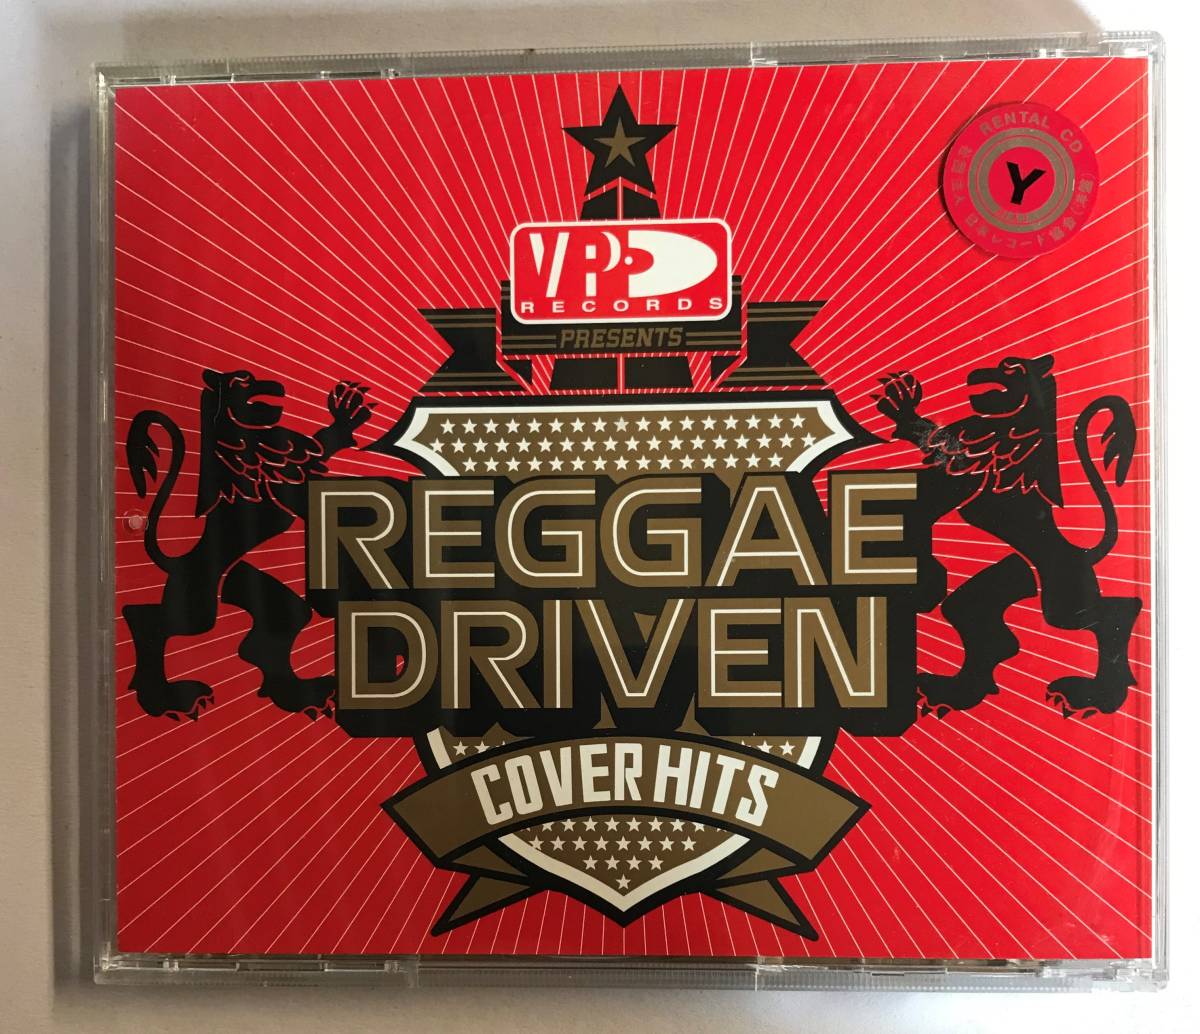 VP
RECORDS
PRESENTS
REGGAE
DRIVEN
COVER HITS
RENTAL CD
Y